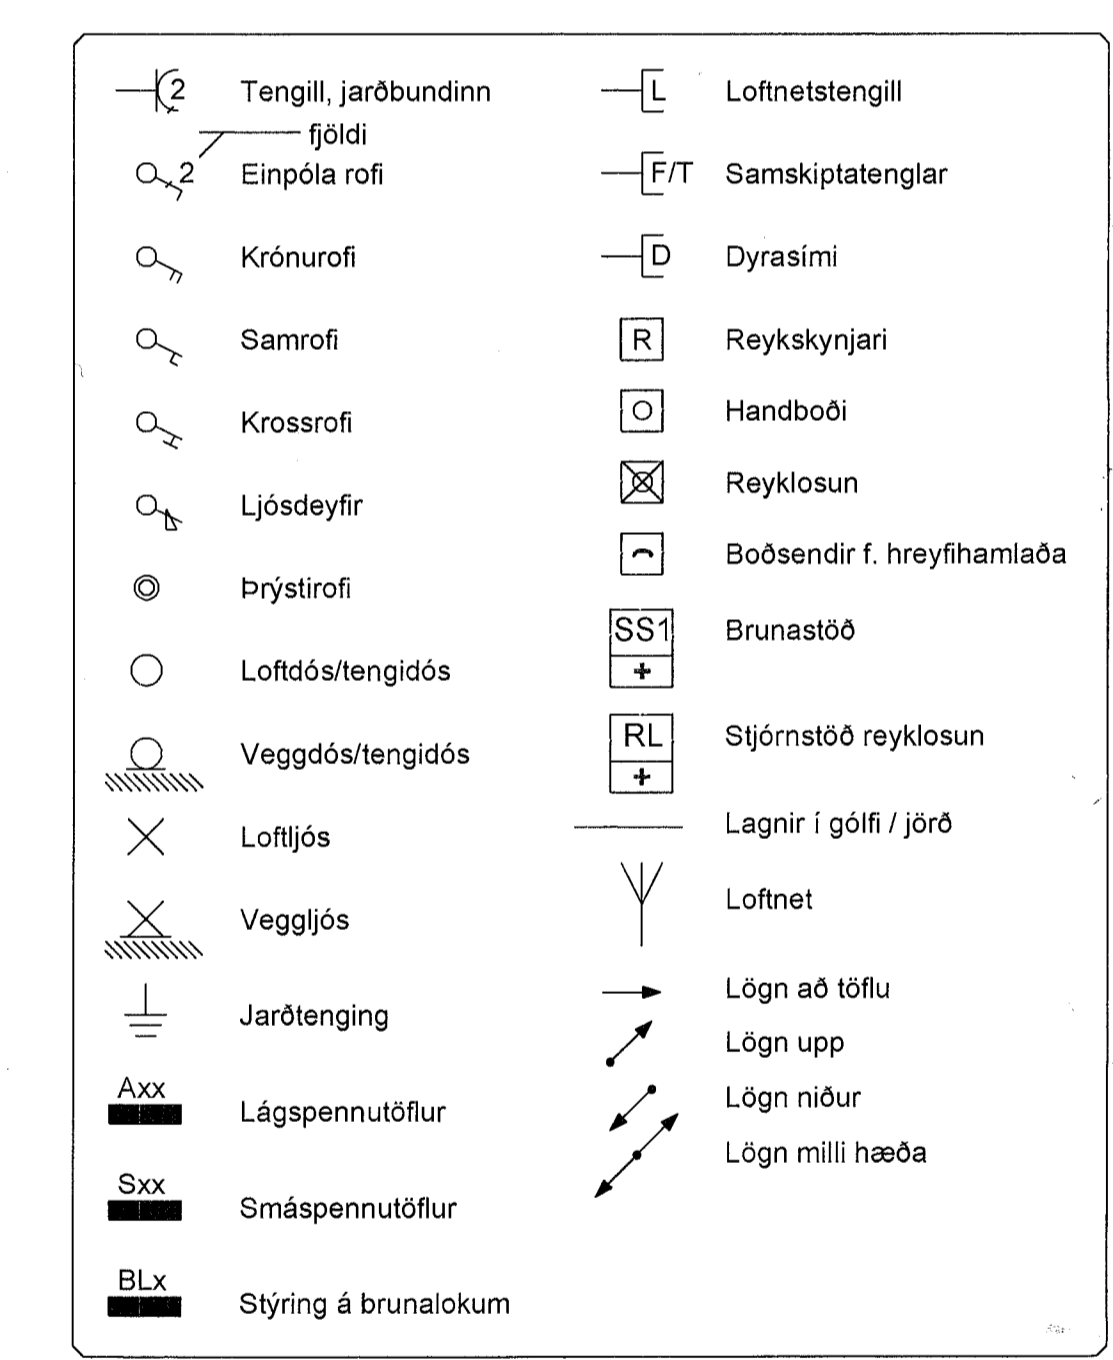 2 Tengill, jarðbundinn
fjöldi
2 Einpóla rofi
Krónurofi
Samrofi
Krossrofi
Ljósdeyfir
Þrýstirofi
Loftdós/tengidós
Veggdós/tengidós
Loftljós
Veggljós
Jarðtenging
Axx
Lágspennutöflur
Sxx
Smáspennutöflur
BLx
Stýring á brunalokum
L Loftnetstengill
F/T Samskiptatenglar
D Dyrasími
R Reykskynjari
Handboði
Reyklosun
Boðsendir f. hreyfihamlaða
SS1 Brunastöð
+
RL Stjórnstöð reyklosun
+
Lagnir í gólfi / jörð
Loftnet
Lögn að töflu
Lögn upp
Lögn niður
Lögn milli hæða